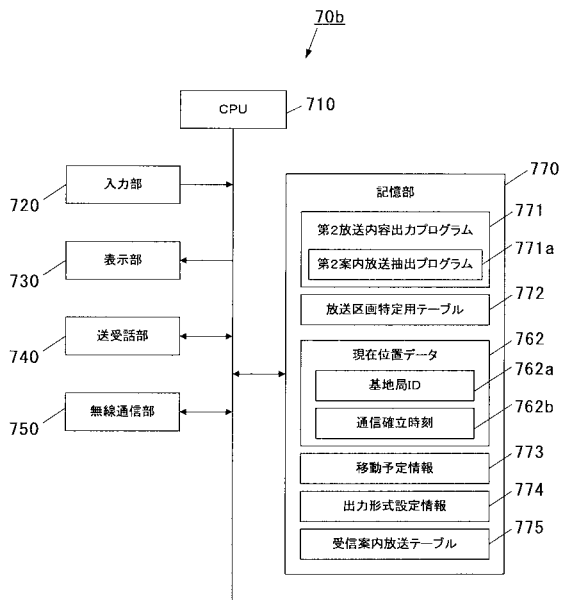 70b
CPU
710
入力部
720
表示部
730
送受話部
740
無線通信部
750
記憶部
770
第2放送内容出力プログラム
771
第2案内放送抽出プログラム
771a
放送区画特定用テーブル
772
現在位置データ
762
基地局ID
762a
通信確立時刻
762b
移動予定情報
773
出力形式設定情報
774
受信案内放送テーブル
775